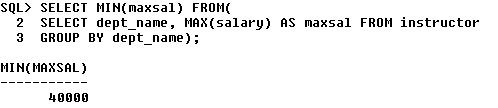 SQL> SELECT MIN(maxsal) FROM(
  2  SELECT dept_name, MAX(salary) AS maxsal FROM instructor
  3  GROUP BY dept_name);
MIN(MAXSAL)
-----------
      40000